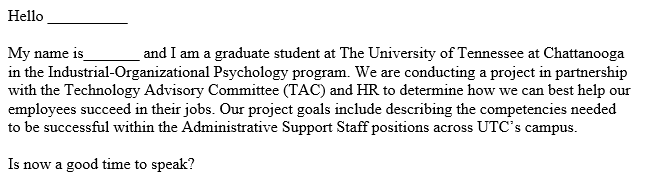 Hello ___________
My name is________ and I am a graduate student at The University of Tennessee at Chattanooga
in the Industrial-Organizational Psychology program. We are conducting a project in partnership
with the Technology Advisory Committee (TAC) and HR to determine how we can best help our
employees succeed in their jobs. Our project goals include describing the competencies needed
to be successful within the Administrative Support Staff positions across UTC’s campus.
Is now a good time to speak?